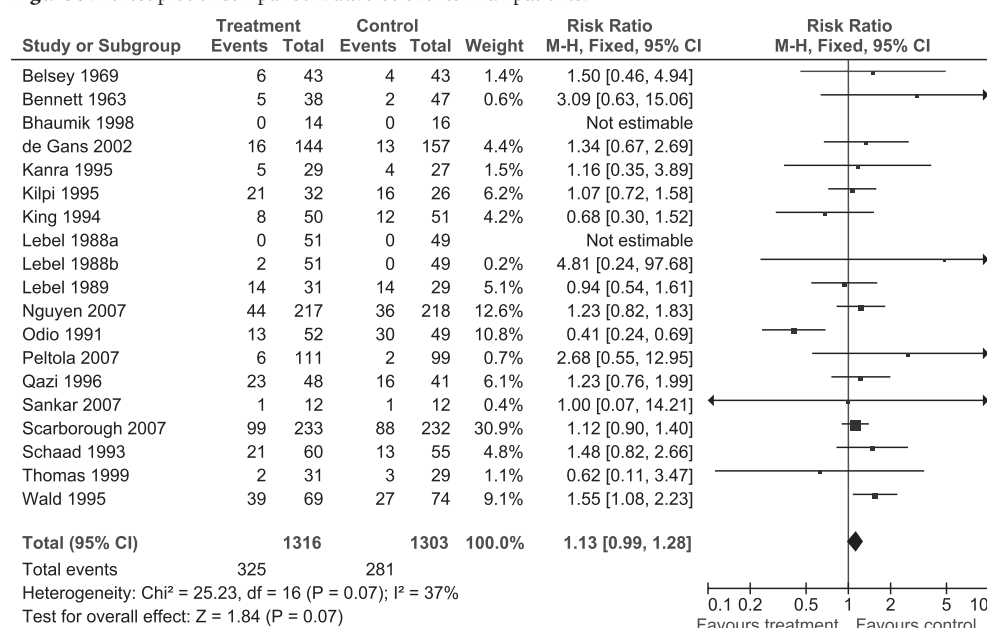 Treatment Control Risk Ratio Risk Ratio
Study or Subgroup Events Total Events Total Weight M-H, Fixed, 95% CI M-H, Fixed, 95% CI
Belsey 1969 6 43 4 43 1.4% 1.50 [0.46, 4.94]
Bennett 1963 5 38 2 47 0.6% 3.09 [0.63, 15.06]
Bhaumik 1998 0 14 0 16 Not estimable
de Gans 2002 16 144 13 157 4.4% 1.34 [0.67, 2.69]
Kanra 1995 5 29 4 27 1.5% 1.16 [0.35, 3.89]
Kilpi 1995 21 32 16 26 6.2% 1.07 [0.72, 1.58]
King 1994 8 50 12 51 4.2% 0.68 [0.30, 1.52]
Lebel 1988a 0 51 0 49 Not estimable
Lebel 1988b 2 51 0 49 0.2% 4.81 [0.24, 97.68]
Lebel 1989 14 31 14 29 5.1% 0.94 [0.54, 1.61]
Nguyen 2007 44 217 36 218 12.6% 1.23 [0.82, 1.83]
Odio 1991 13 52 30 49 10.8% 0.41 [0.24, 0.69]
Peltola 2007 6 111 2 99 0.7% 2.68 [0.55, 12.95]
Qazi 1996 23 48 16 41 6.1% 1.23 [0.76, 1.99]
Sankar 2007 1 12 1 12 0.4% 1.00 [0.07, 14.21]
Scarborough 2007 99 233 88 232 30.9% 1.12 [0.90, 1.40]
Schaad 1993 21 60 13 55 4.8% 1.48 [0.82, 2.66]
Thomas 1999 2 31 3 29 1.1% 0.62 [0.11, 3.47]
Wald 1995 39 69 27 74 9.1% 1.55 [1.08, 2.23]
Total (95% CI) 1316 1303 100.0% 1.13 [0.99, 1.28]
Total events 325 281
Heterogeneity: Chi² = 25.23, df = 16 (P = 0.07); I² = 37%
Test for overall effect: Z = 1.84 (P = 0.07)
0.1 0.2 0.5 1 2 5 10
Favours treatment Favours control